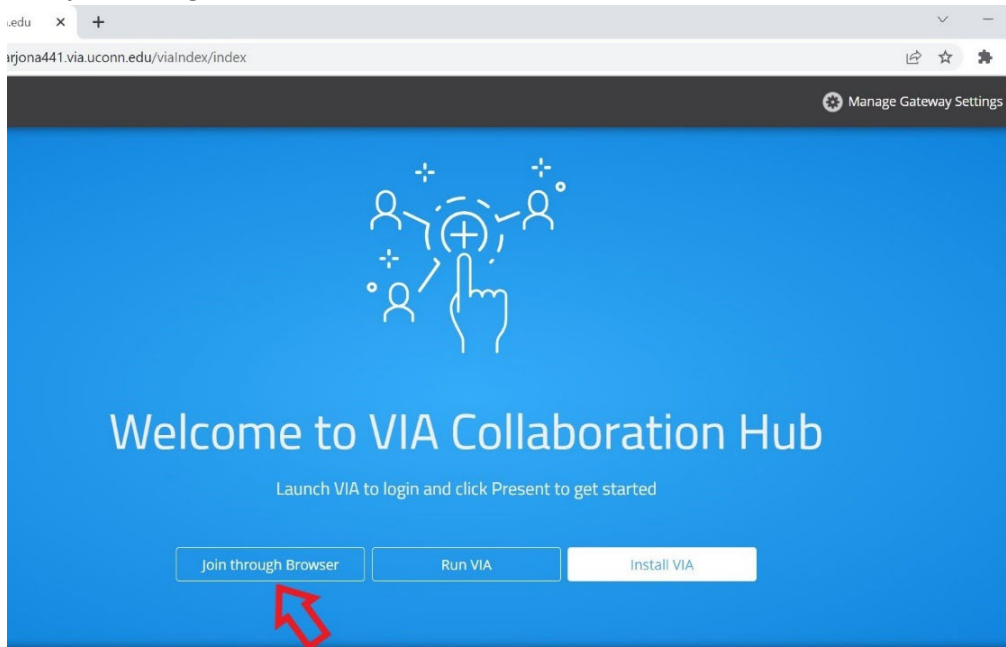 .edu
arjona441.via.uconn.edu/viaIndex/index
Manage Gateway Settings
Welcome to VIA Collaboration Hub
Launch VIA to login and click Present to get started
Join through Browser Run VIA Install VIA